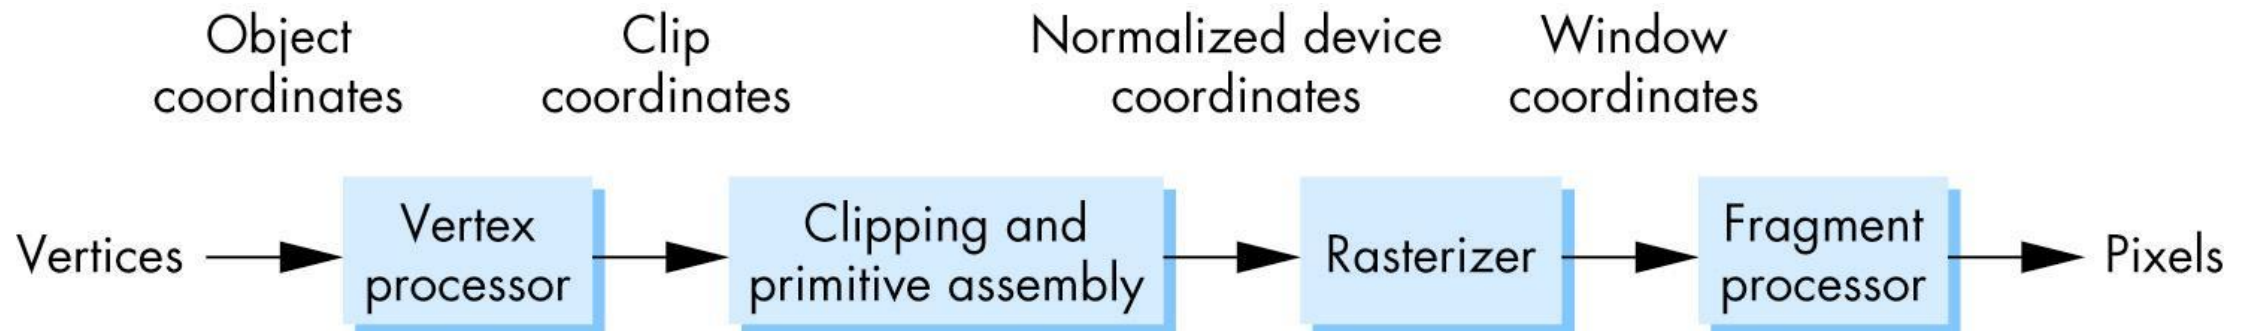 Object
coordinates
Clip
coordinates
Normalized device
coordinates
Window
coordinates
Vertices
Vertex
processor
Clipping and
primitive assembly
Rasterizer
Fragment
processor
Pixels